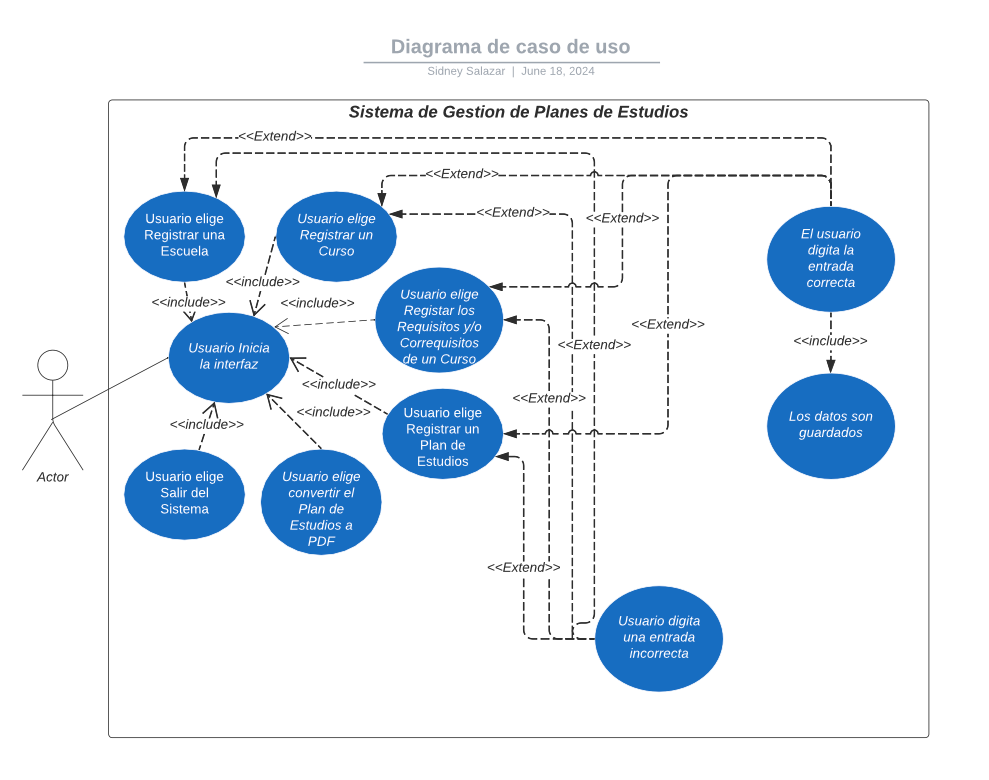 Diagrama de caso de uso
Sidney Salazar | June 18, 2024
Sistema de Gestion de Planes de Estudios
<<Extend>>
<<Extend>>
<<Extend>>
<<Extend>>
Usuario elige
Registrar una
Escuela
Usuario elige
Registrar un
Curso
El usuario
digita la
entrada
correcta
<<include>>
<<include>>
<<include>>
Usuario elige
Registar los
Requisitos y/o
Correquisitos
de un Curso
<<Extend>>
<<Extend>>
<<include>>
Usuario Inicia
la interfaz
<<include>>
<<include>>
<<Extend>>
<<include>>
Usuario elige
Registrar un
Plan de
Estudios
Los datos son
guardados
Actor
Usuario elige
Salir del
Sistema
Usuario elige
convertir el
Plan de
Estudios a
PDF
<<Extend>>
Usuario digita
una entrada
incorrecta